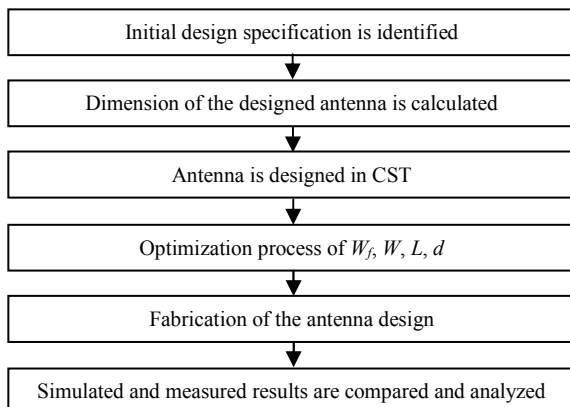 Initial design specification is identified
Dimension of the designed antenna is calculated
Antenna is designed in CST
Optimization process of Wf, W, L, d
Fabrication of the antenna design
Simulated and measured results are compared and analyzed